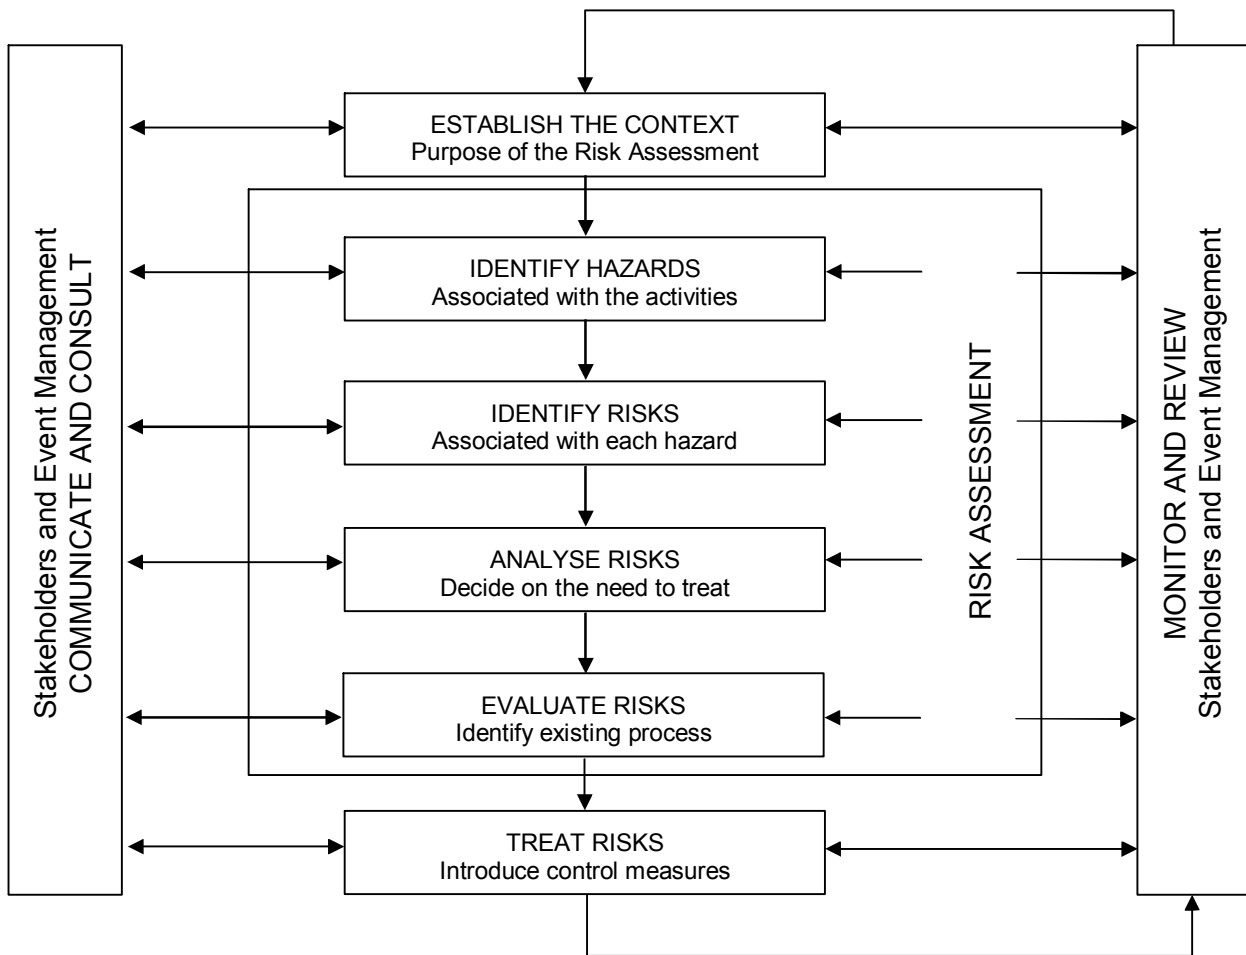 Stakeholders and Event Management
COMMUNICATE AND CONSULT
ESTABLISH THE CONTEXT
Purpose of the Risk Assessment
IDENTIFY HAZARDS
Associated with the activities
IDENTIFY RISKS
Associated with each hazard
ANALYSE RISKS
Decide on the need to treat
EVALUATE RISKS
Identify existing process
TREAT RISKS
Introduce control measures
RISK ASSESSMENT
MONITOR AND REVIEW
Stakeholders and Event Management